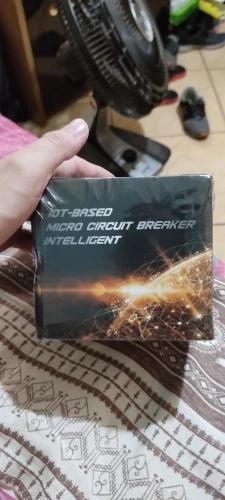 IOT-BASED
MICRO CIRCUIT BREAKER
INTELLIGENT